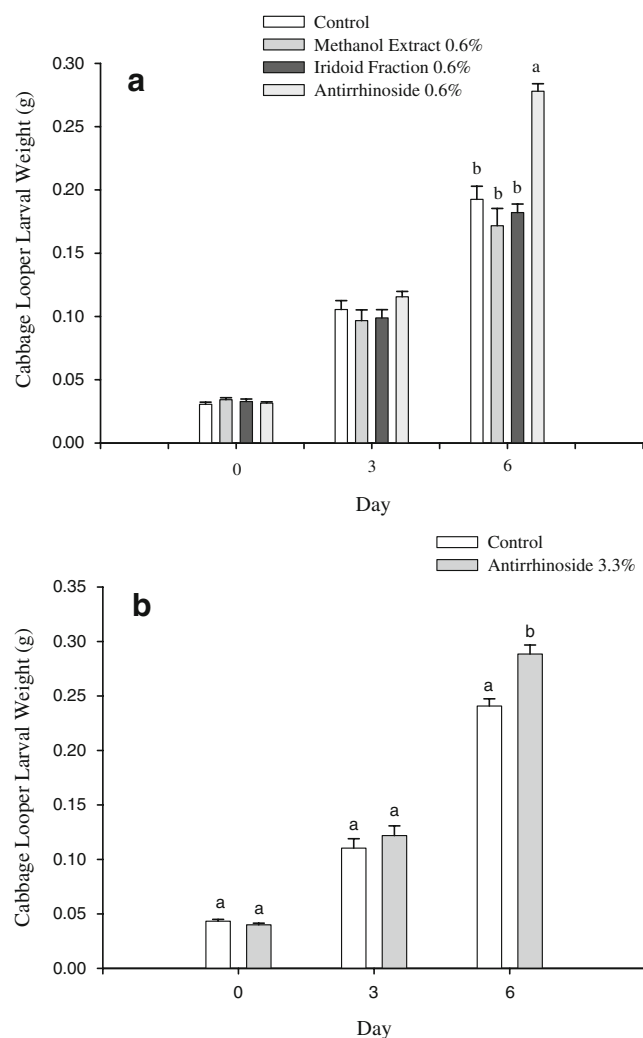 Control
Methanol Extract 0.6%
Iridoid Fraction 0.6%
Antirrhinoside 0.6%
a
Cabbage Looper Larval Weight (g)
0.30
0.25
0.20
0.15
0.10
0.05
0.00
b b b a
0 3 6
Day
Control
Antirrhinoside 3.3%
b
Cabbage Looper Larval Weight (g)
0.35
0.30
0.25
0.20
0.15
0.10
0.05
0.00
a a a a a b
0 3 6
Day